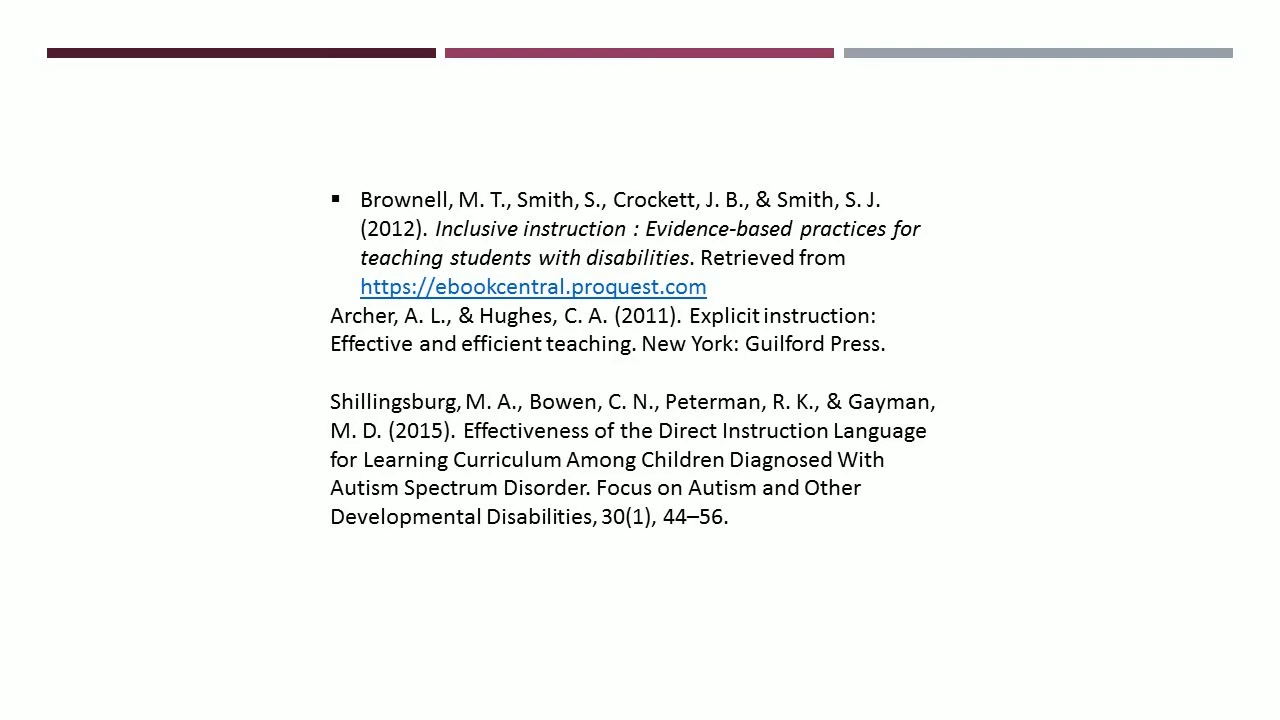 ▪ Brownell, M. T., Smith, S., Crockett, J. B., & Smith, S. J.
(2012). Inclusive instruction : Evidence-based practices for
teaching students with disabilities. Retrieved from
https://ebookcentral.proquest.com
Archer, A. L., & Hughes, C. A. (2011). Explicit instruction:
Effective and efficient teaching. New York: Guilford Press.
Shillingsburg, M. A., Bowen, C. N., Peterman, R. K., & Gayman,
M. D. (2015). Effectiveness of the Direct Instruction Language
for Learning Curriculum Among Children Diagnosed With
Autism Spectrum Disorder. Focus on Autism and Other
Developmental Disabilities, 30(1), 44–56.